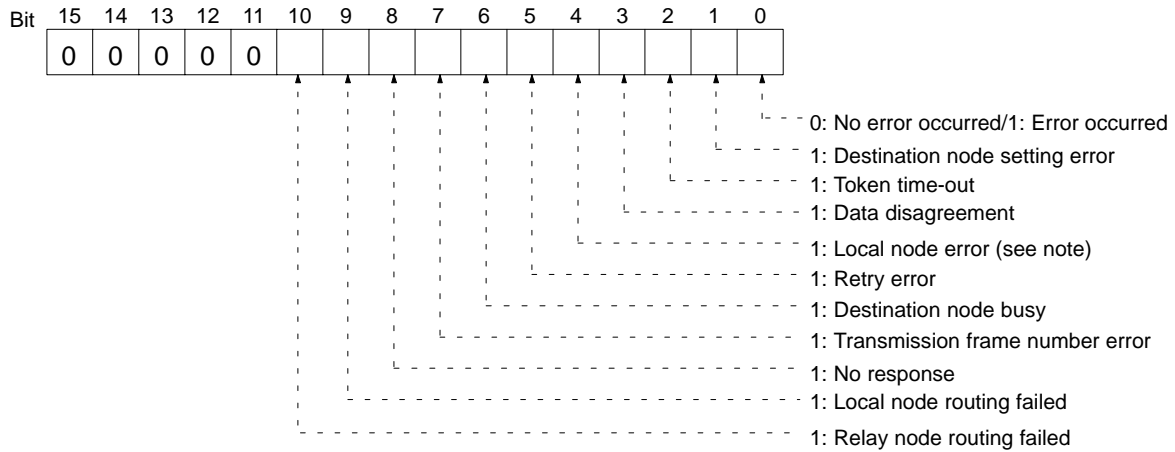 Bit 15 14 13 12 11 10 9 8 7 6 5 4 3 2 1 0
0 0 0 0 0
0: No error occurred/1: Error occurred
1: Destination node setting error
1: Token time-out
1: Data disagreement
1: Local node error (see note)
1: Retry error
1: Destination node busy
1: Transmission frame number error
1: No response
1: Local node routing failed
1: Relay node routing failed